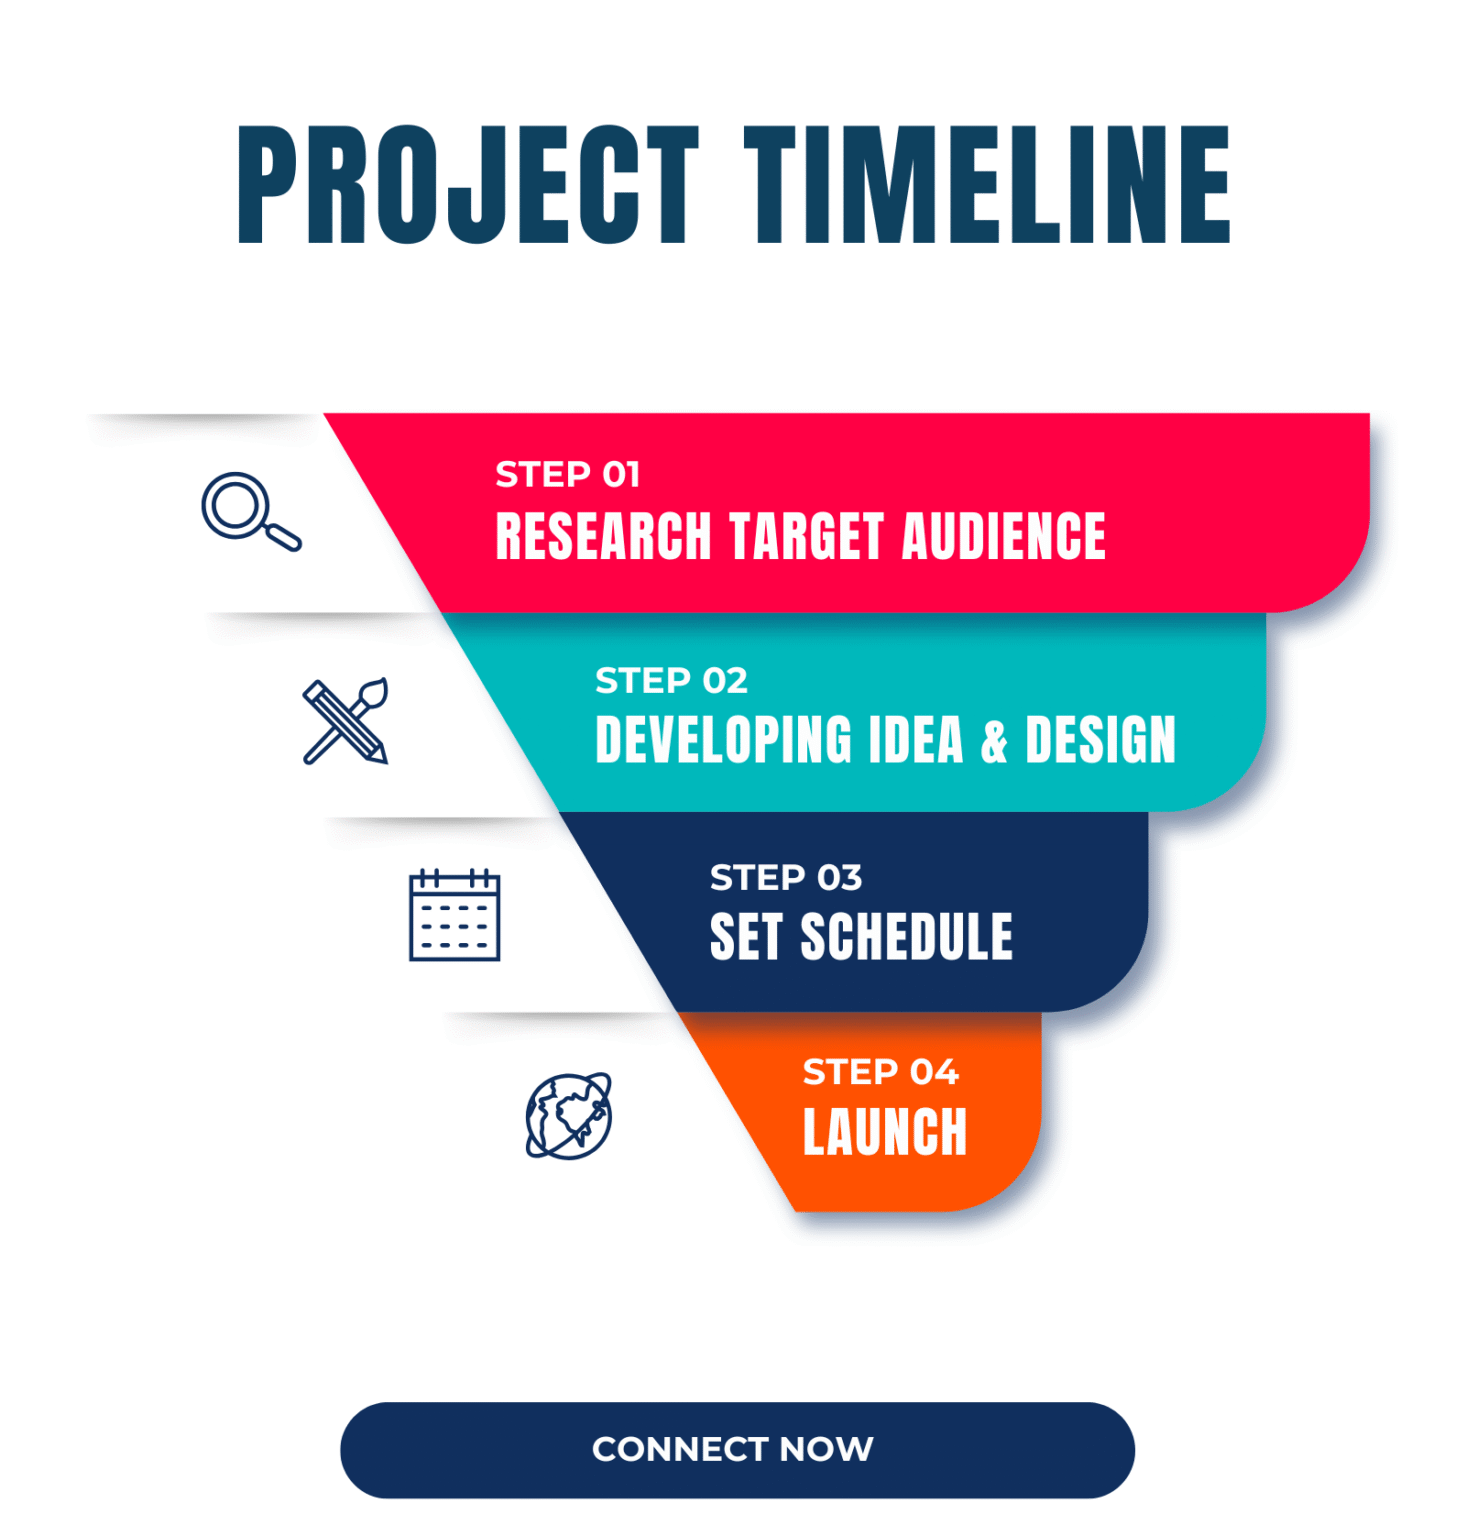 PROJECT TIMELINE
STEP 01
RESEARCH TARGET AUDIENCE
STEP 02
DEVELOPING IDEA & DESIGN
STEP 03
SET SCHEDULE
STEP 04
LAUNCH
CONNECT NOW